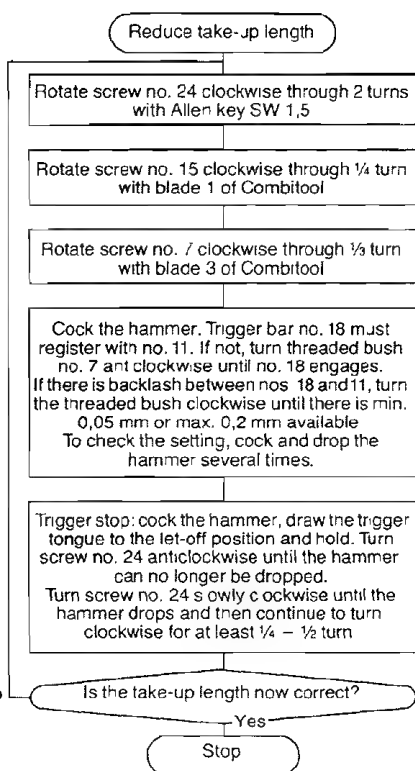 Reduce take-up length
Rotate screw no. 24 clockwise through 2 turns
with Allen key SW 1,5
Rotate screw no. 15 clockwise through ¼ turn
with blade 1 of Combitool
Rotate screw no. 7 clockwise through ⅓ turn
with blade 3 of Combitool
Cock the hammer. Trigger bar no. 18 must
register with no. 11. If not, turn threaded bush
no. 7 ant clockwise until no. 18 engages.
If there is backlash between nos 18 and 11, turn
the threaded bush clockwise until there is min.
0,05 mm or max. 0,2 mm available
To check the setting, cock and drop the
hammer several times.
Trigger stop: cock the hammer, draw the trigger
tongue to the let-off position and hold. Turn
screw no. 24 anticlockwise until the hammer
can no longer be dropped.
Turn screw no. 24 s owly c ockwise until the
hammer drops and then continue to turn
clockwise for at least ¼ – ½ turn
Is the take-up length now correct?
Yes
Stop